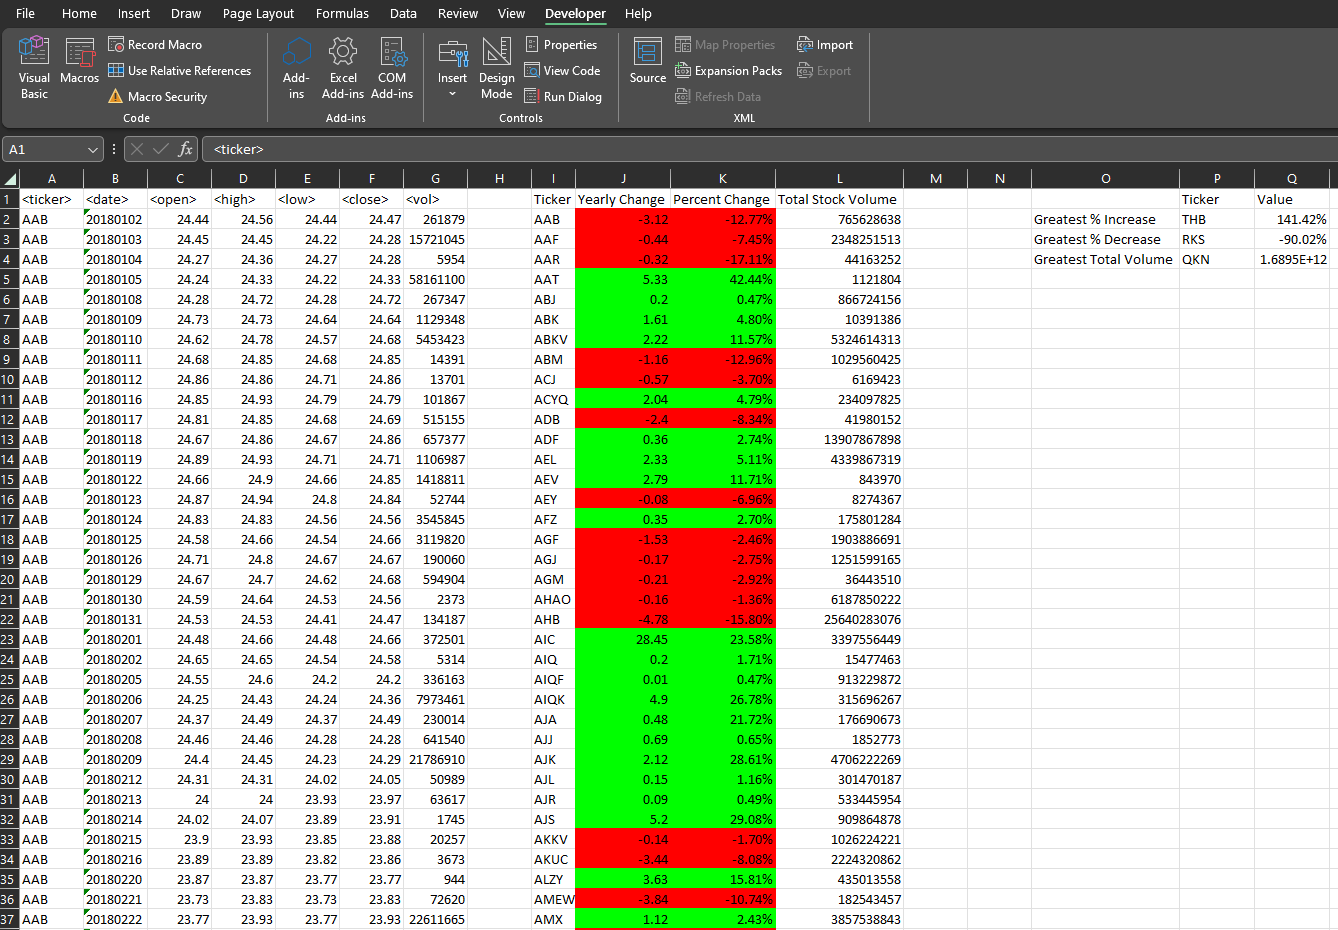 File Home Insert Draw Page Layout Formulas Data Review View Developer Help
Visual Basic
Macros
Record Macro
Use Relative References
Macro Security
Code
Add-ins
Excel Add-ins
COM Add-ins
Add-ins
Insert
Design Mode
Properties
View Code
Run Dialog
Controls
Source
Map Properties
Expansion Packs
Refresh Data
Import
Export
XML
A1 fx <ticker>
A B C D E F G H I J K L M N O P Q
1 <ticker> <date> <open> <high> <low> <close> <vol> Ticker Yearly Change Percent Change Total Stock Volume Ticker Value
2 AAB 20180102 24.44 24.56 24.44 24.47 261879 AAB -3.12 -12.77% 765628638 Greatest % Increase THB 141.42%
3 AAB 20180103 24.45 24.45 24.22 24.28 15721045 AAF -0.44 -7.45% 2348251513 Greatest % Decrease RKS -90.02%
4 AAB 20180104 24.27 24.36 24.27 24.28 5954 AAR -0.32 -17.11% 44163252 Greatest Total Volume QKN 1.6895E+12
5 AAB 20180105 24.24 24.33 24.22 24.33 58161100 AAT 5.33 42.44% 1121804
6 AAB 20180108 24.28 24.72 24.28 24.72 267347 ABJ 0.2 0.47% 866724156
7 AAB 20180109 24.73 24.73 24.64 24.64 1129348 ABK 1.61 4.80% 10391386
8 AAB 20180110 24.62 24.78 24.57 24.68 5453423 ABKV 2.22 11.57% 5324614313
9 AAB 20180111 24.68 24.85 24.68 24.85 14391 ABM -1.16 -12.96% 1029560425
10 AAB 20180112 24.86 24.86 24.71 24.86 13701 ACJ -0.57 -3.70% 6169423
11 AAB 20180116 24.85 24.93 24.79 24.79 101867 ACYQ 2.04 4.79% 234097825
12 AAB 20180117 24.81 24.85 24.68 24.69 515155 ADB -2.4 -8.34% 41980152
13 AAB 20180118 24.67 24.86 24.67 24.86 657377 ADF 0.36 2.74% 13907867898
14 AAB 20180119 24.89 24.93 24.71 24.71 1106987 AEL 2.33 5.11% 4339867319
15 AAB 20180122 24.66 24.9 24.66 24.85 1418811 AEV 2.79 11.71% 843970
16 AAB 20180123 24.87 24.94 24.8 24.84 52744 AEY -0.08 -6.96% 8274367
17 AAB 20180124 24.83 24.83 24.56 24.56 3545845 AFZ 0.35 2.70% 175801284
18 AAB 20180125 24.58 24.66 24.54 24.66 3119820 AGF -1.53 -2.46% 1903886691
19 AAB 20180126 24.71 24.8 24.67 24.67 190060 AGJ -0.17 -2.75% 1251599165
20 AAB 20180129 24.67 24.7 24.62 24.68 594904 AGM -0.21 -2.92% 36443510
21 AAB 20180130 24.59 24.64 24.53 24.56 2373 AHAO -0.16 -1.36% 6187850222
22 AAB 20180131 24.53 24.53 24.41 24.47 134187 AHB -4.78 -15.80% 25640283076
23 AAB 20180201 24.48 24.66 24.48 24.66 372501 AIC 28.45 23.58% 3397556449
24 AAB 20180202 24.65 24.65 24.54 24.58 5314 AIQ 0.2 1.71% 15477463
25 AAB 20180205 24.55 24.6 24.2 24.2 336163 AIQF 0.01 0.47% 913229872
26 AAB 20180206 24.25 24.43 24.24 24.36 7973461 AIQK 4.9 26.78% 315696267
27 AAB 20180207 24.37 24.49 24.37 24.49 230014 AJA 0.48 21.72% 176690673
28 AAB 20180208 24.46 24.46 24.28 24.28 641540 AJJ 0.69 0.65% 1852773
29 AAB 20180209 24.4 24.45 24.23 24.29 21786910 AJK 2.12 28.61% 4706222269
30 AAB 20180212 24.31 24.31 24.02 24.05 50989 AJL 0.15 1.16% 301470187
31 AAB 20180213 24 24 23.93 23.97 63617 AJR 0.09 0.49% 533445954
32 AAB 20180214 24.02 24.07 23.89 23.91 1745 AJS 5.2 29.08% 909864878
33 AAB 20180215 23.9 23.93 23.85 23.88 20257 AKKV -0.14 -1.70% 1026224221
34 AAB 20180216 23.89 23.89 23.82 23.86 3673 AKUC -3.44 -8.08% 2224320862
35 AAB 20180220 23.87 23.87 23.77 23.77 944 ALZY 3.63 15.81% 435013558
36 AAB 20180221 23.73 23.83 23.73 23.83 72620 AMEW -3.84 -10.74% 182543457
37 AAB 20180222 23.77 23.93 23.77 23.93 22611665 AMX 1.12 2.43% 3857538843